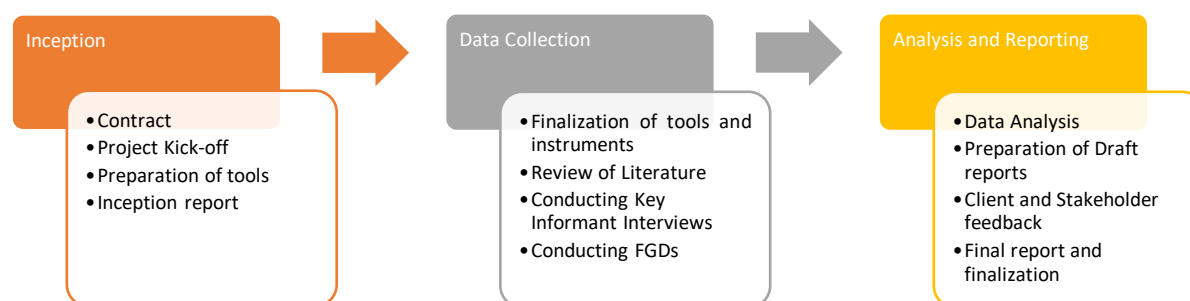 Inception
• Contract
• Project Kick-off
• Preparation of tools
• Inception report
Data Collection
• Finalization of tools and
instruments
• Review of Literature
• Conducting Key
Informant Interviews
• Conducting FGDs
Analysis and Reporting
• Data Analysis
• Preparation of Draft
reports
• Client and Stakeholder
feedback
• Final report and
finalization